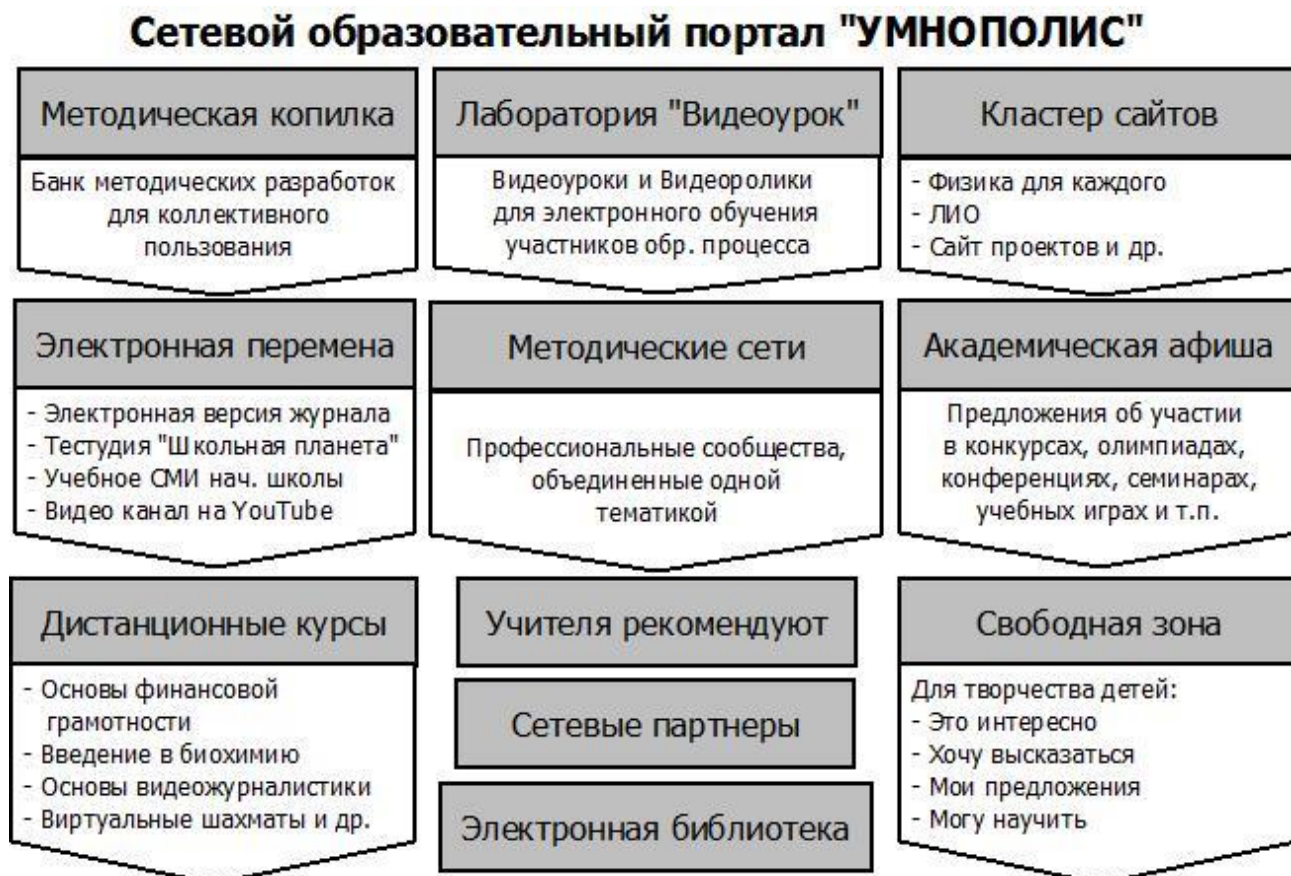 Сетевой образовательный портал "УМНОПОЛИС"
Методическая копилка
Банк методических разработок
для коллективного
пользования
Лаборатория "Видеоурок"
Видеоуроки и Видеоролики
для электронного обучения
участников обр. процесса
Кластер сайтов
- Физика для каждого
- ЛИО
- Сайт проектов и др.
Электронная перемена
- Электронная версия журнала
- Тестудия "Школьная планета"
- Учебное СМИ нач. школы
- Видео канал на YouTube
Методические сети
Профессиональные сообщества,
объединенные одной
тематикой
Академическая афиша
Предложения об участии
в конкурсах, олимпиадах,
конференциях, семинарах,
учебных играх и т.п.
Дистанционные курсы
- Основы финансовой
грамотности
- Введение в биохимию
- Основы видеожурналистики
- Виртуальные шахматы и др.
Учителя рекомендуют
Сетевые партнеры
Электронная библиотека
Свободная зона
Для творчества детей:
- Это интересно
- Хочу высказаться
- Мои предложения
- Могу научить